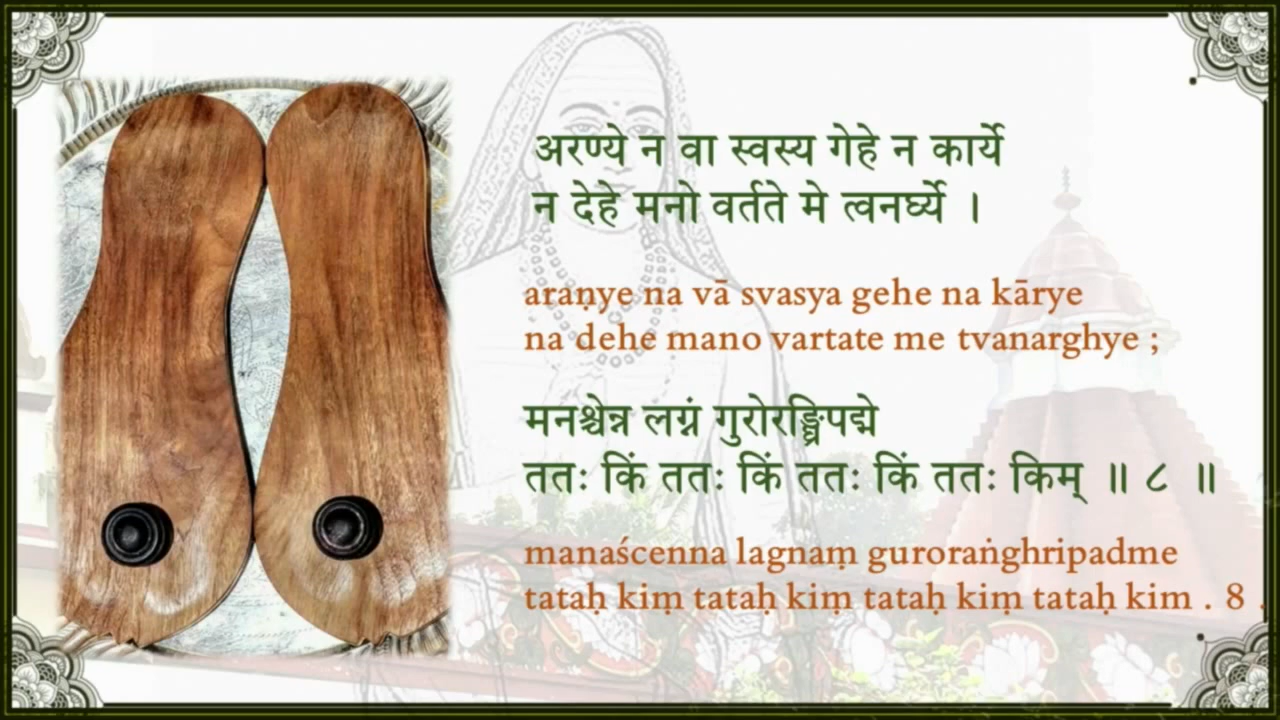 अरण्ये न वा स्वस्य गेहे न कार्ये
न देहे मनो वर्तते मे त्वनर्घ्ये ।
araṇye na vā svasya gehe na kārye
na dehe mano vartate me tvanarghye ;
मनश्चेन्न लग्नं गुरोरङ्घ्रिपद्मे
ततः किं ततः किं ततः किं ततः किम् ॥ ८ ॥
manaścenna lagnaṃ guroraṅghripadme
tataḥ kiṃ tataḥ kiṃ tataḥ kiṃ tataḥ kim . 8 .